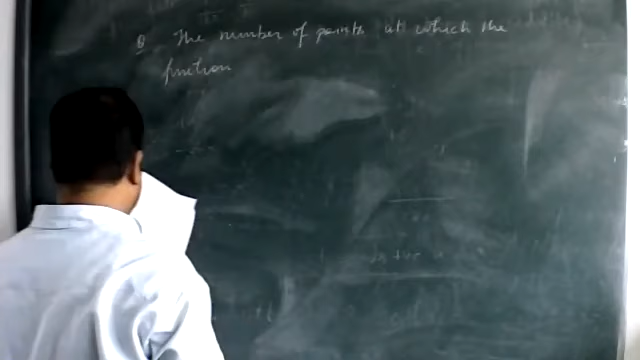 Q The number of points at which the
function